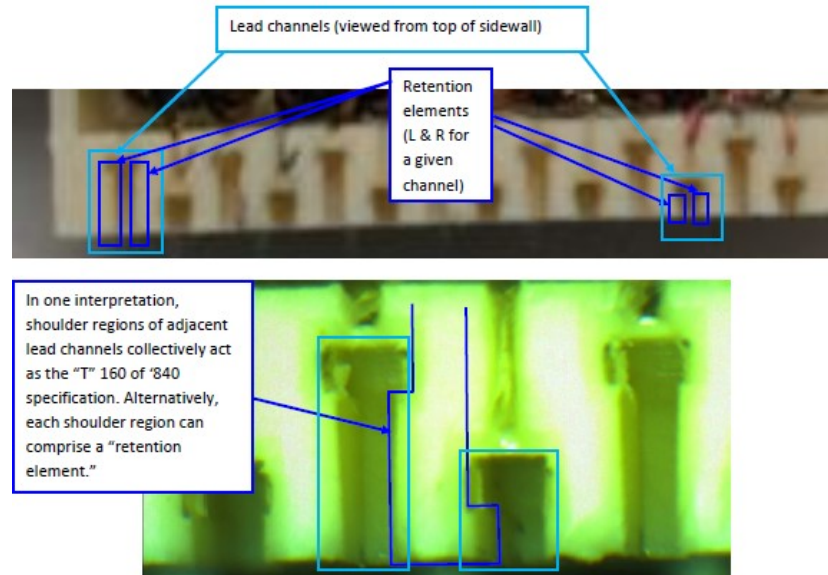 Lead channels (viewed from top of sidewall)
Retention
elements
(L & R for
a given
channel)
In one interpretation,
shoulder regions of adjacent
lead channels collectively act
as the “T” 160 of ‘840
specification. Alternatively,
each shoulder region can
comprise a “retention
element.”